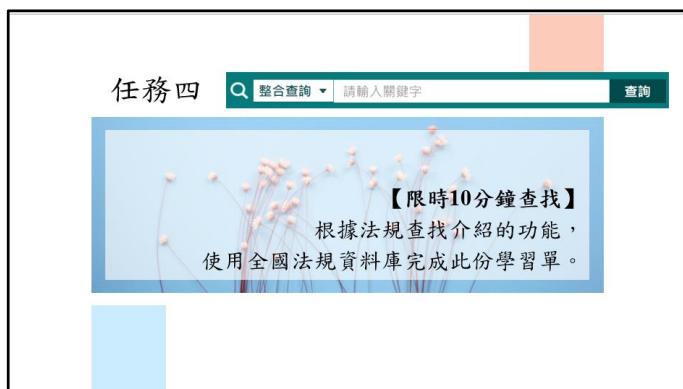 任務四
整合查詢 請輸入關鍵字 查詢
【限時10分鐘查找】
根據法規查找介紹的功能，
使用全國法規資料庫完成此份學習單。